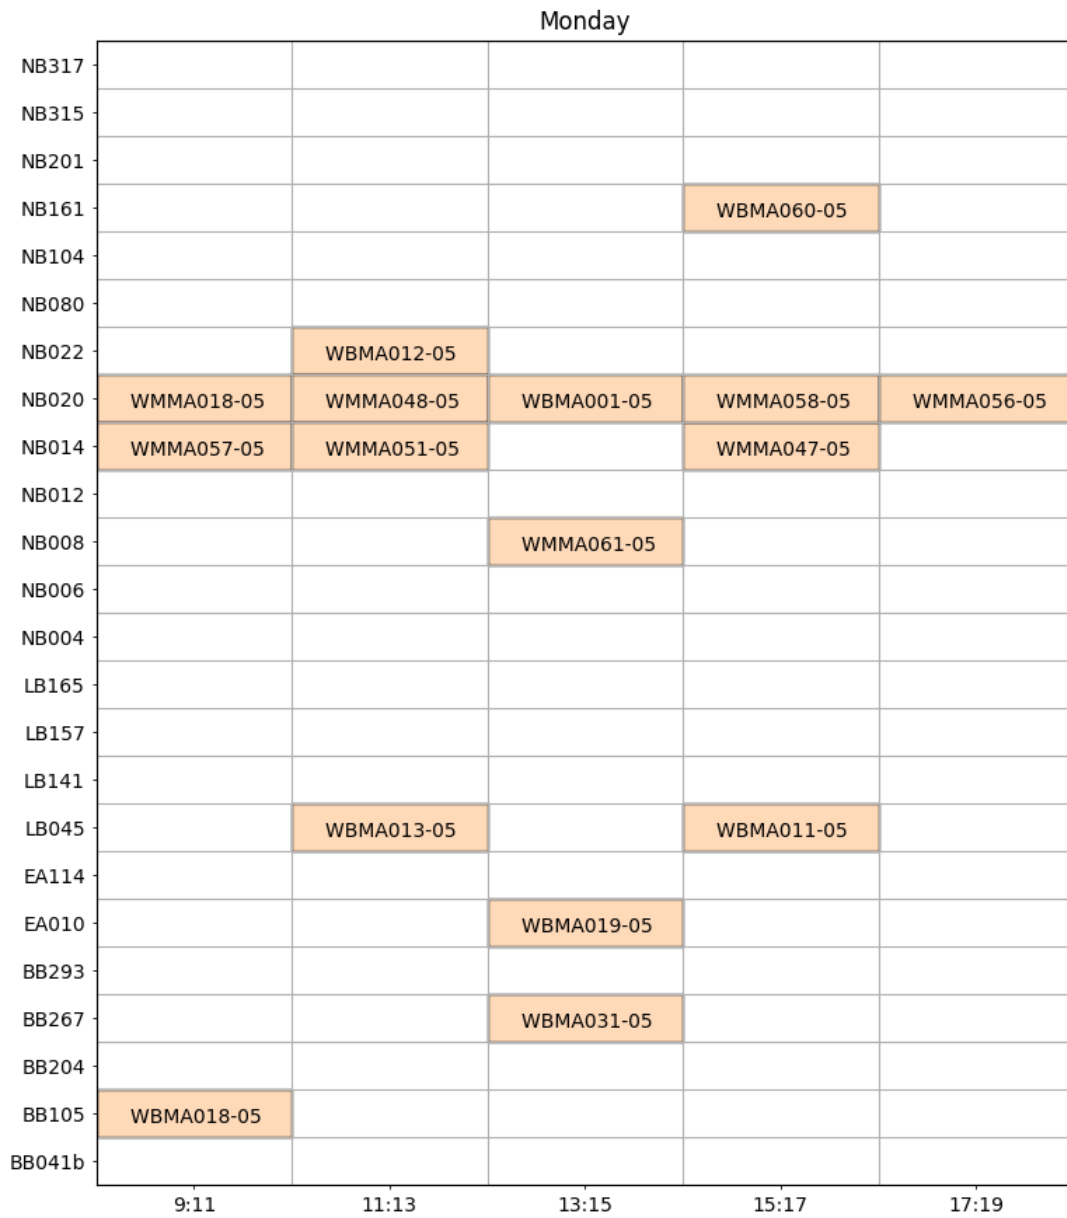 Monday
NB317
NB315
NB201
NB161 WBMA060-05
NB104
NB080
NB022 WBMA012-05
NB020 WMMA018-05 WMMA048-05 WBMA001-05 WMMA058-05 WMMA056-05
NB014 WMMA057-05 WMMA051-05 WMMA047-05
NB012
NB008 WMMA061-05
NB006
NB004
LB165
LB157
LB141
LB045 WBMA013-05 WBMA011-05
EA114
EA010 WBMA019-05
BB293
BB267 WBMA031-05
BB204
BB105 WBMA018-05
BB041b
9:11 11:13 13:15 15:17 17:19